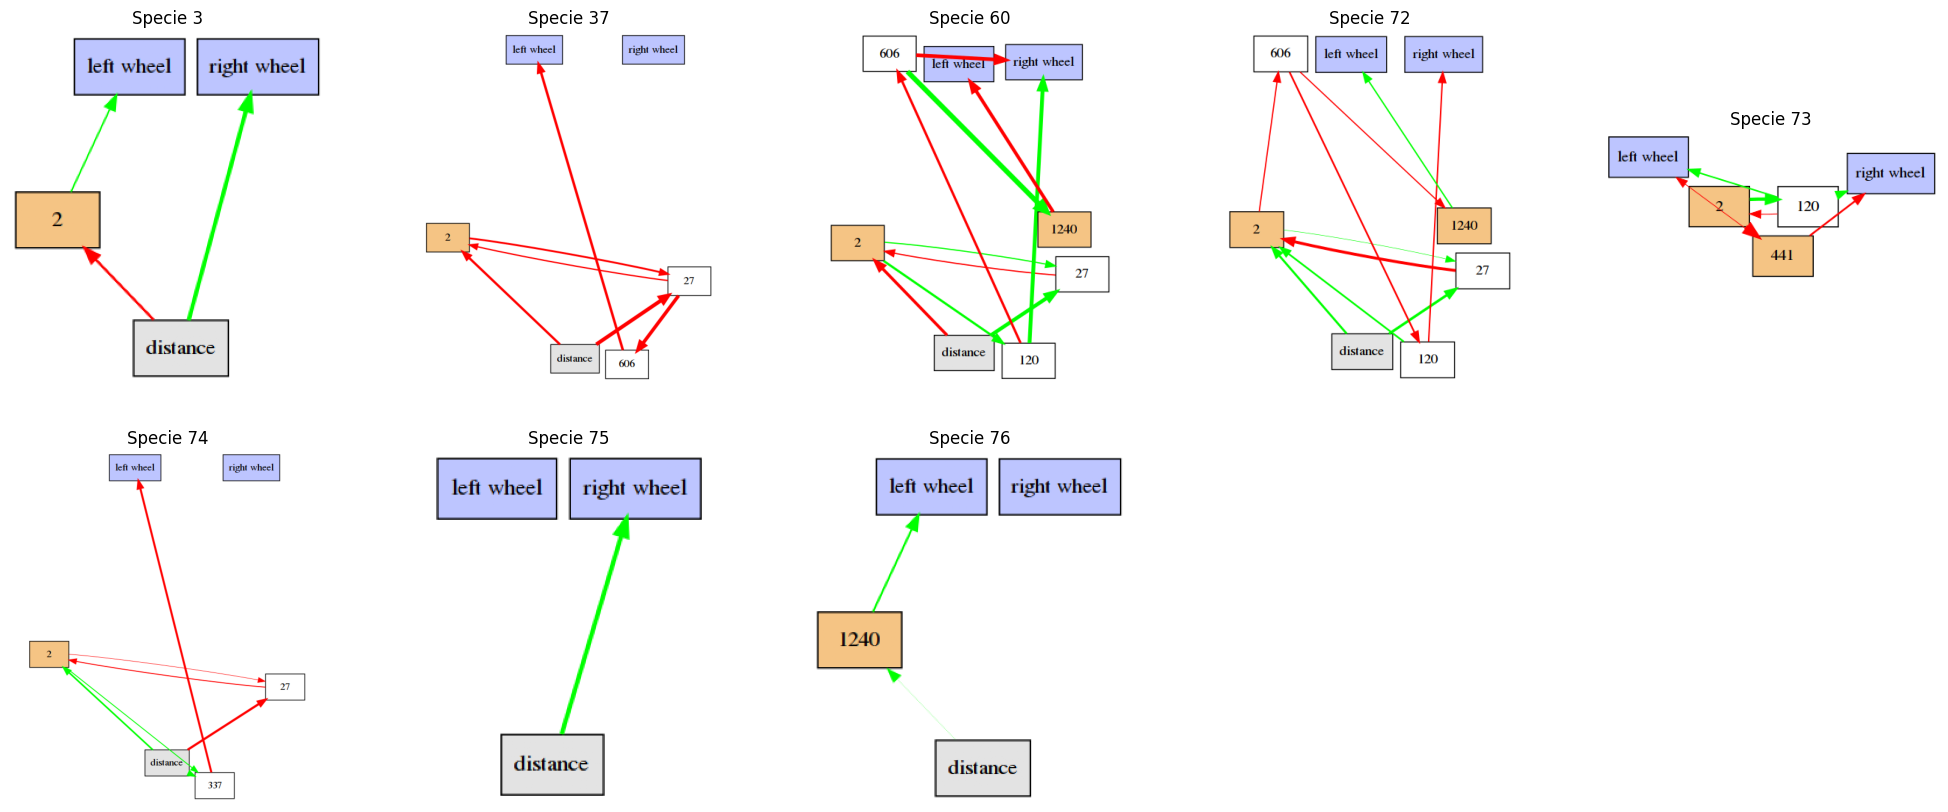 Specie 3
left wheel
right wheel
2
distance
Specie 37
left wheel
right wheel
2
27
distance
606
Specie 60
606
left wheel
right wheel
1240
2
27
distance
120
Specie 72
606
left wheel
right wheel
2
1240
27
distance
120
Specie 73
left wheel
right wheel
2
120
441
Specie 74
left wheel
right wheel
2
27
distance
337
Specie 75
left wheel
right wheel
distance
Specie 76
left wheel
right wheel
1240
distance